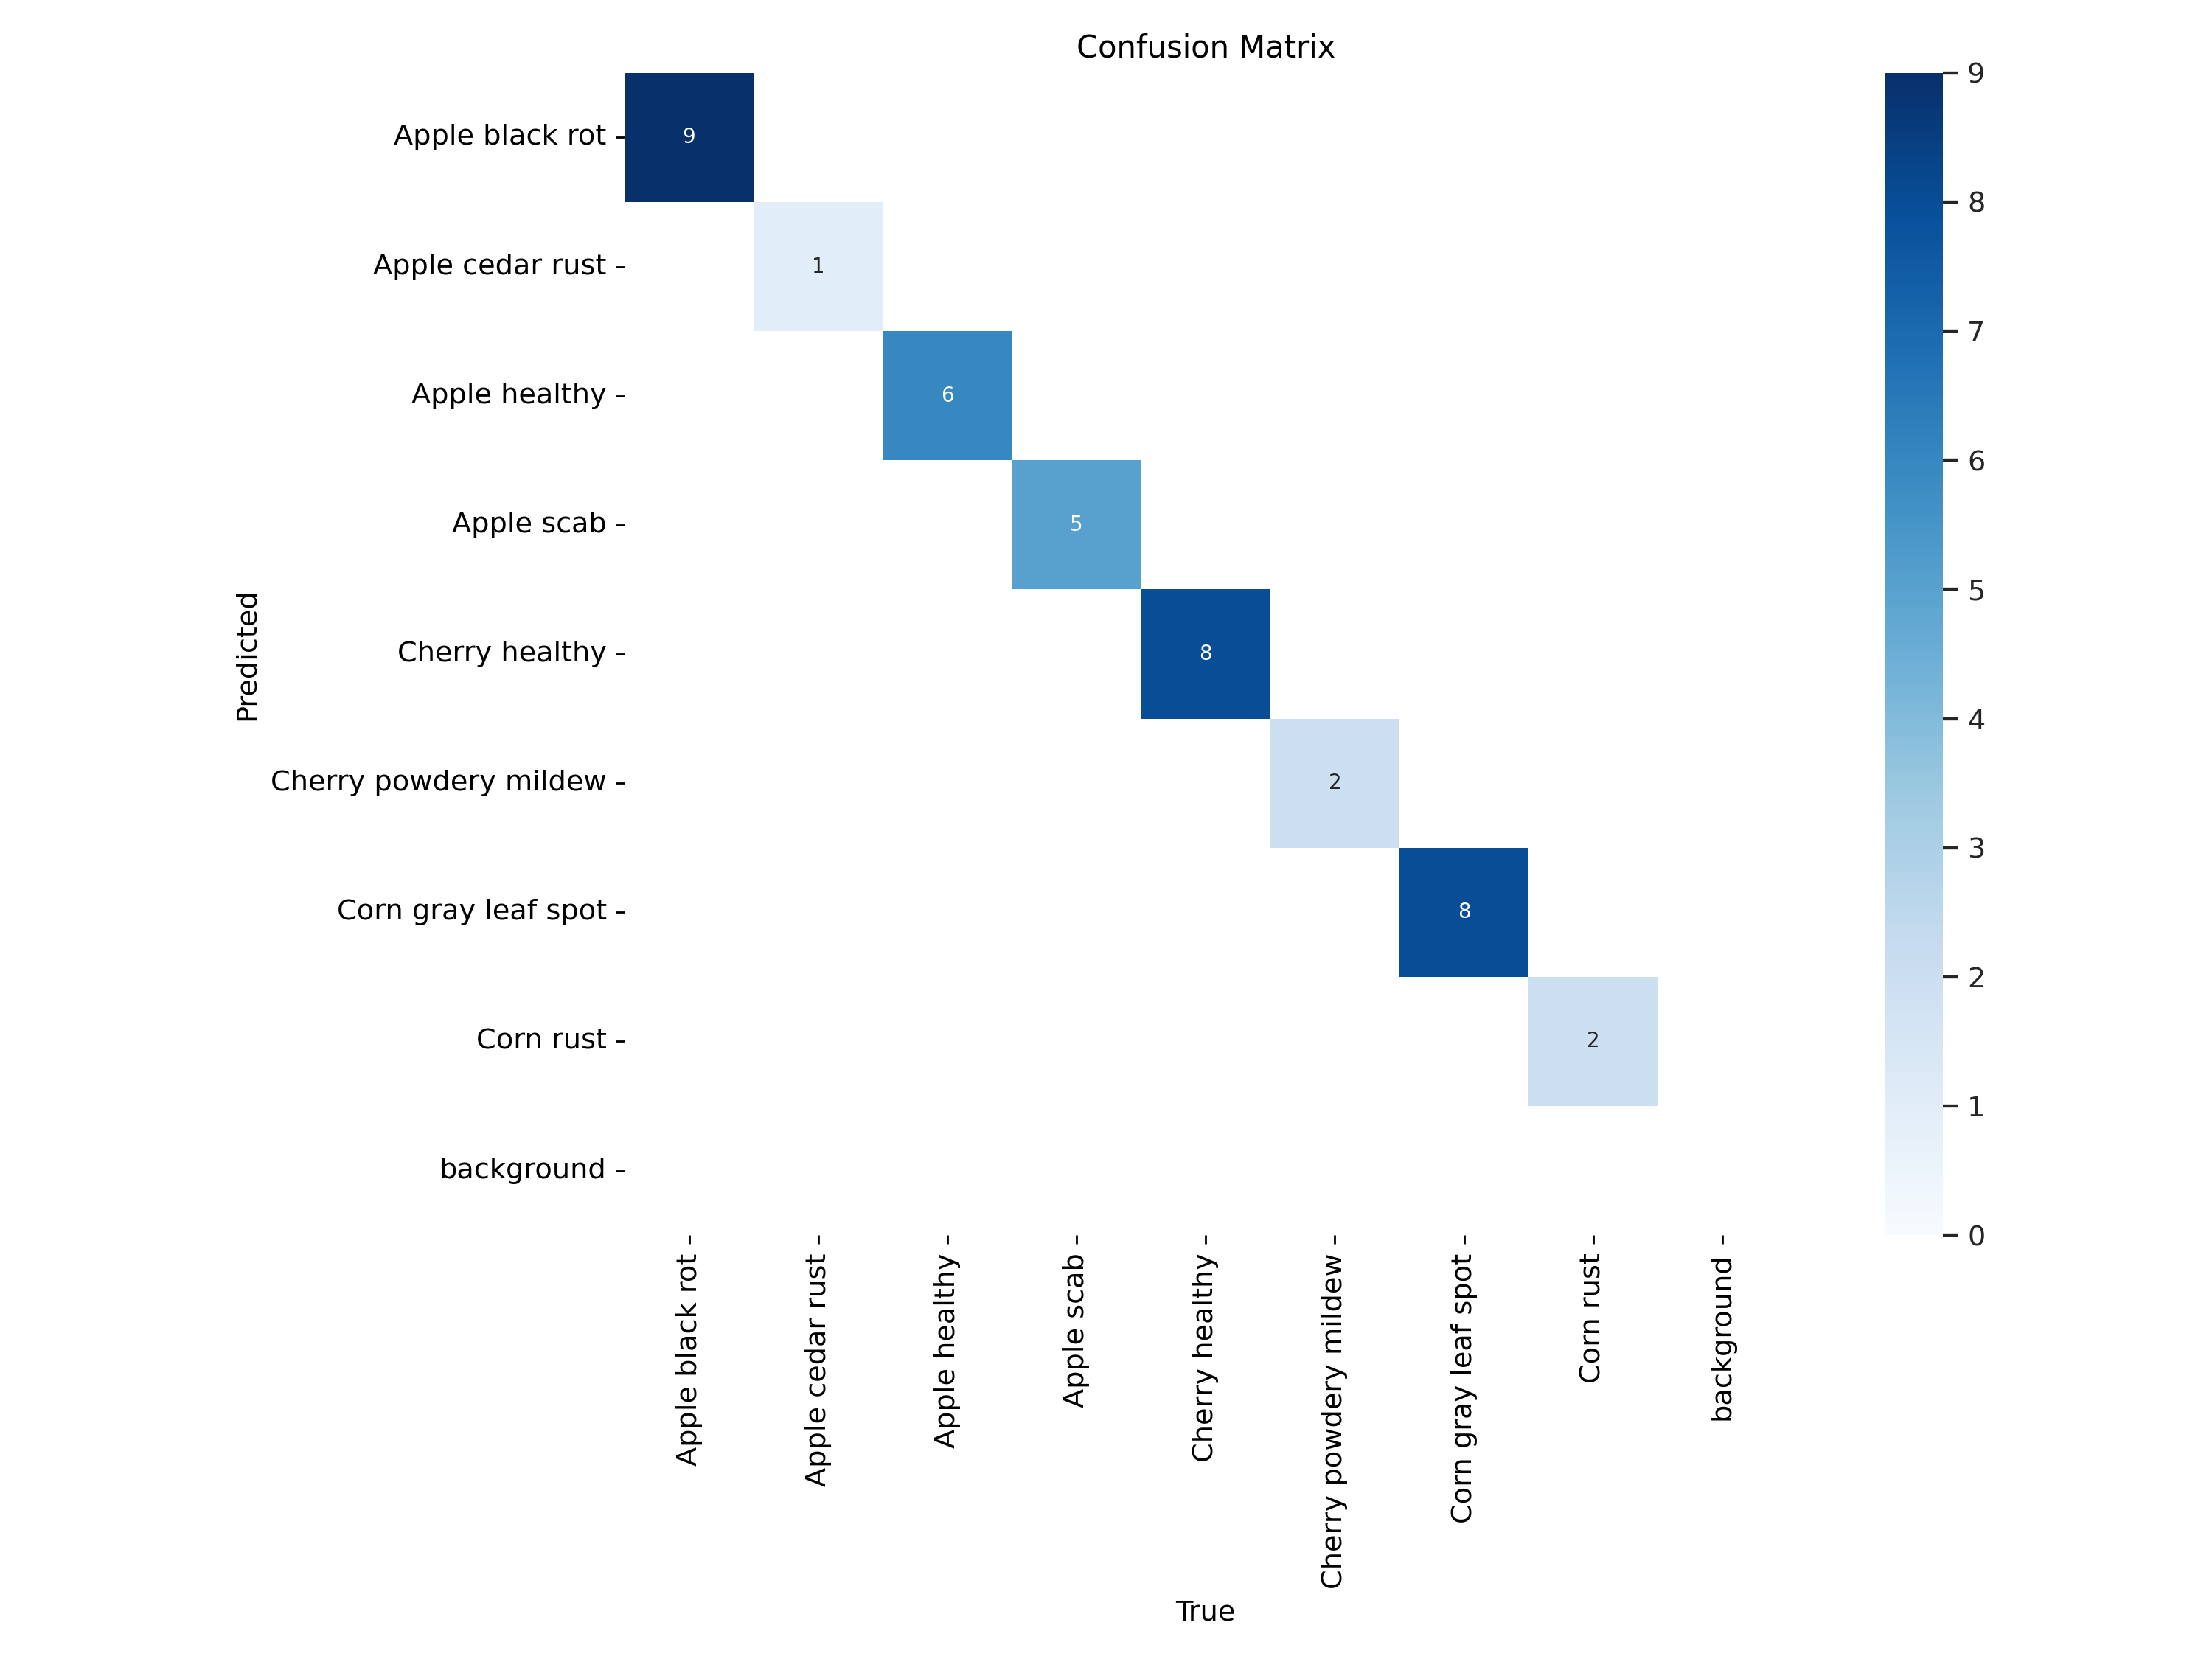 Confusion Matrix
Apple black rot
9
Apple cedar rust
1
Apple healthy
6
Apple scab
5
Cherry healthy
8
Cherry powdery mildew
2
Corn gray leaf spot
8
Corn rust
2
background
Predicted
Apple black rot
Apple cedar rust
Apple healthy
Apple scab
Cherry healthy
Cherry powdery mildew
Corn gray leaf spot
Corn rust
background
True
9
8
7
6
5
4
3
2
1
0